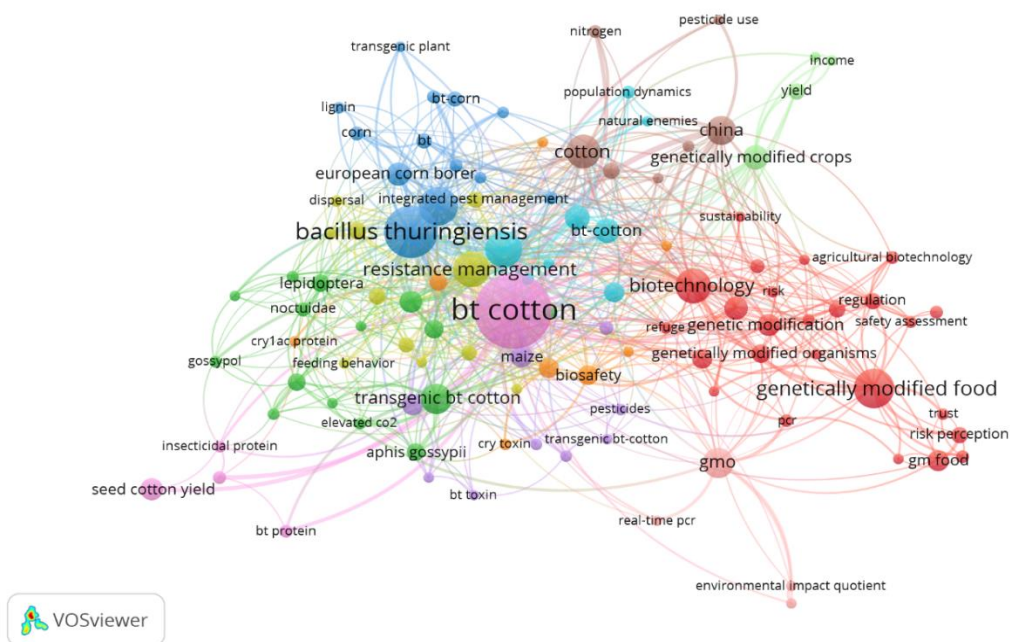 pesticide use
nitrogen
transgenic plant
income
population dynamics
yield
bt-corn
lignin
natural enemies
china
corn
bt
cotton
genetically modified crops
european corn borer
integrated pest management
dispersal
sustainability
bacillus thuringiensis
bt-cotton
agricultural biotechnology
resistance management
lepidoptera
biotechnology
risk
regulation
noctuidae
bt cotton
safety assessment
refuge
genetic modification
cry1ac protein
maize
genetically modified organisms
gossypol
feeding behavior
biosafety
genetically modified food
transgenic bt cotton
pesticides
trust
elevated co2
pcr
risk perception
insecticidal protein
cry toxin
transgenic bt-cotton
aphis gossypii
gm food
gmo
seed cotton yield
bt toxin
real-time pcr
bt protein
environmental impact quotient
VOSviewer